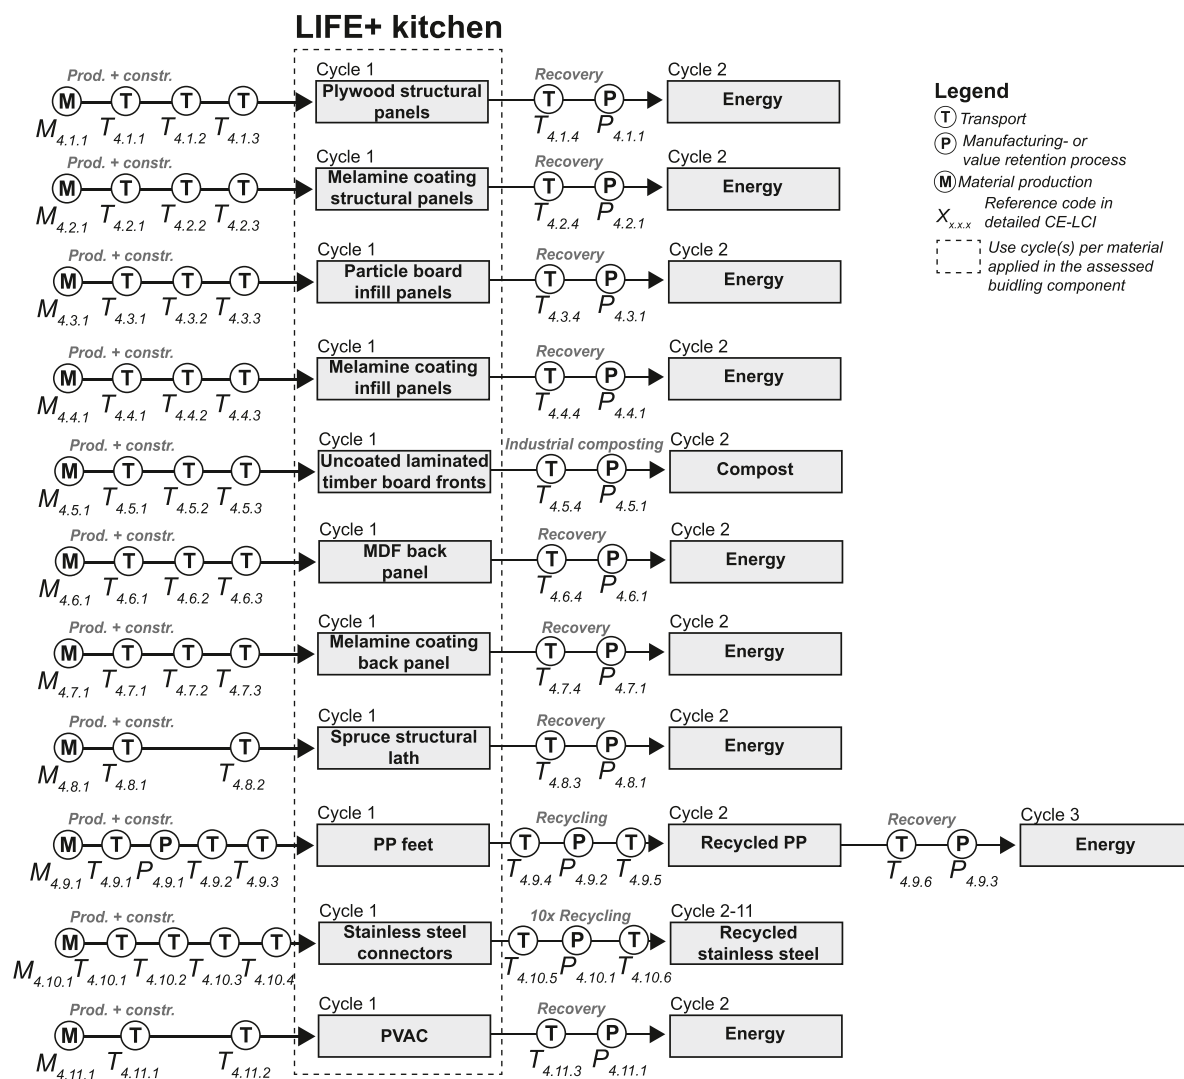 LIFE+ kitchen
Prod. + constr. Cycle 1 Recovery Cycle 2
M T T T Plywood structural panels T P Energy
M4.1.1 T4.1.1 T4.1.2 T4.1.3 T4.1.4 P4.1.1
Prod. + constr. Cycle 1 Recovery Cycle 2
M T T T Melamine coating structural panels T P Energy
M4.2.1 T4.2.1 T4.2.2 T4.2.3 T4.2.4 P4.2.1
Prod. + constr. Cycle 1 Recovery Cycle 2
M T T T Particle board infill panels T P Energy
M4.3.1 T4.3.1 T4.3.2 T4.3.3 T4.3.4 P4.3.1
Prod. + constr. Cycle 1 Recovery Cycle 2
M T T T Melamine coating infill panels T P Energy
M4.4.1 T4.4.1 T4.4.2 T4.4.3 T4.4.4 P4.4.1
Prod. + constr. Cycle 1 Industrial composting Cycle 2
M T T T Uncoated laminated timber board fronts T P Compost
M4.5.1 T4.5.1 T4.5.2 T4.5.3 T4.5.4 P4.5.1
Prod. + constr. Cycle 1 Recovery Cycle 2
M T T T MDF back panel T P Energy
M4.6.1 T4.6.1 T4.6.2 T4.6.3 T4.6.4 P4.6.1
Prod. + constr. Cycle 1 Recovery Cycle 2
M T T T Melamine coating back panel T P Energy
M4.7.1 T4.7.1 T4.7.2 T4.7.3 T4.7.4 P4.7.1
Prod. + constr. Cycle 1 Recovery Cycle 2
M T T Spruce structural lath T P Energy
M4.8.1 T4.8.1 T4.8.2 T4.8.3 P4.8.1
Prod. + constr. Cycle 1 Recycling Cycle 2 Recovery Cycle 3
M T P T T PP feet T P T Recycled PP T P Energy
M4.9.1 T4.9.1 P4.9.1 T4.9.2 T4.9.3 T4.9.4 P4.9.2 T4.9.5 T4.9.6 P4.9.3
Prod. + constr. Cycle 1 10x Recycling Cycle 2-11
M T T T T Stainless steel connectors T P T Recycled stainless steel
M4.10.1 T4.10.1 T4.10.2 T4.10.3 T4.10.4 T4.10.5 P4.10.1 T4.10.6
Prod. + constr. Cycle 1 Recovery Cycle 2
M T T PVAC T P Energy
M4.11.1 T4.11.1 T4.11.2 T4.11.3 P4.11.1
Legend
T Transport
P Manufacturing- or
value retention process
M Material production
Xx.x.x Reference code in
detailed CE-LCI
Use cycle(s) per material
applied in the assessed
buidling component